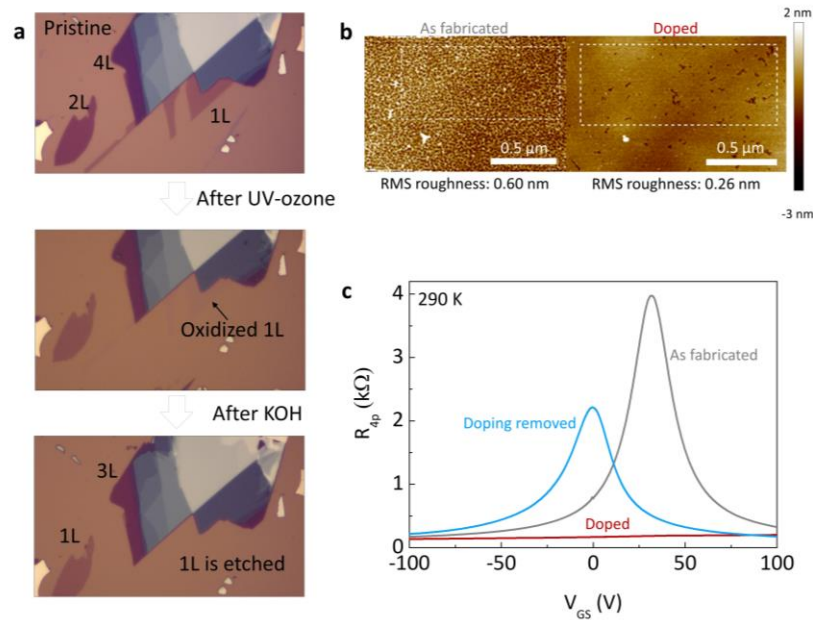 a
Pristine
4L
2L
1L
After UV-ozone
Oxidized 1L
After KOH
3L
1L
1L is etched
b
As fabricated
Doped
2 nm
0.5 μm
0.5 μm
-3 nm
RMS roughness: 0.60 nm
RMS roughness: 0.26 nm
c
290 K
4
3
2
1
0
R4p (kΩ)
As fabricated
Doping removed
Doped
-100
-50
0
50
100
VGS (V)